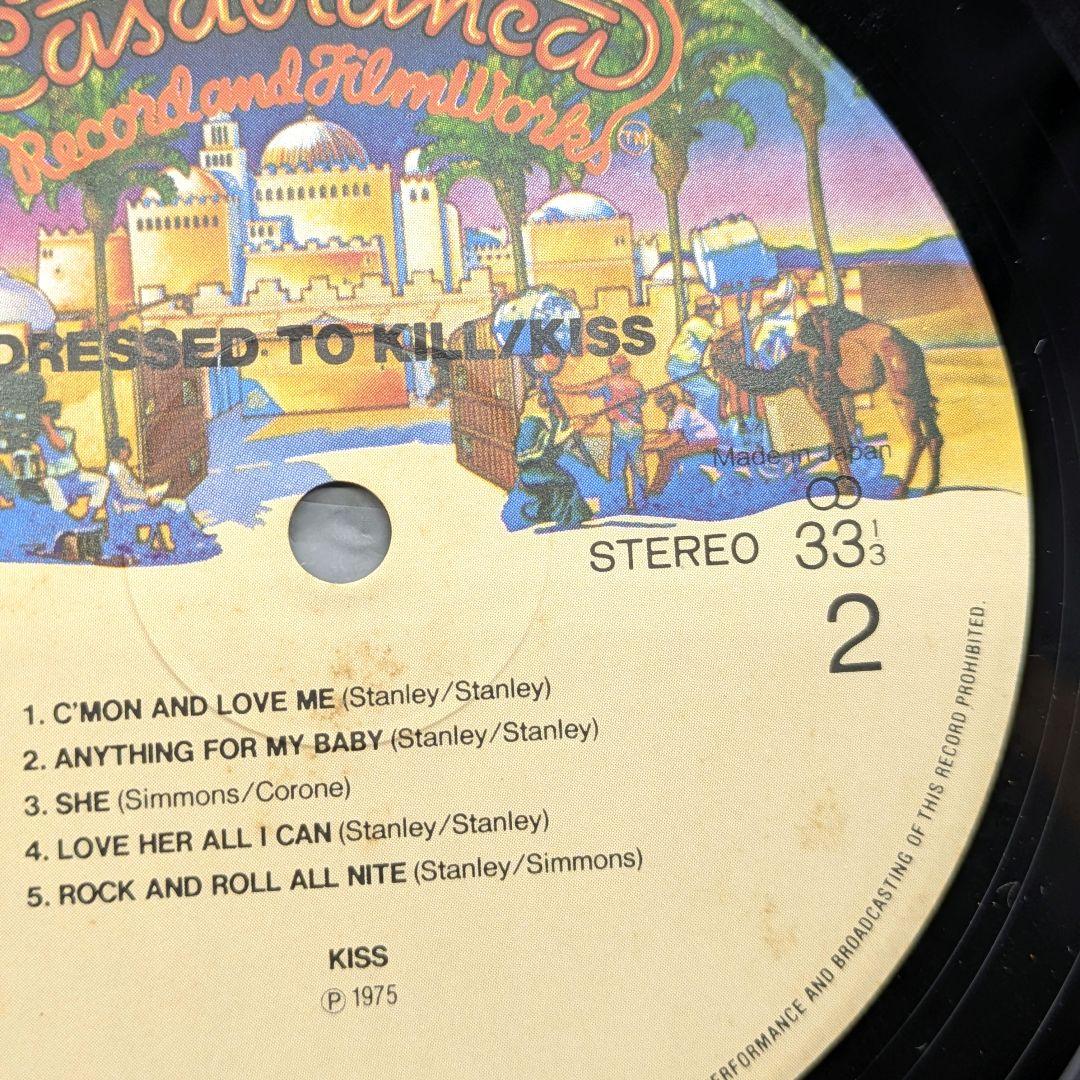 Casablanca
Record and FilmWorks TM
DRESSED TO KILL/KISS
Made in Japan
STEREO 33 1/3
2
1. C'MON AND LOVE ME (Stanley/Stanley)
2. ANYTHING FOR MY BABY (Stanley/Stanley)
3. SHE (Simmons/Corone)
4. LOVE HER ALL I CAN (Stanley/Stanley)
5. ROCK AND ROLL ALL NITE (Stanley/Simmons)
KISS
Ⓟ 1975
PERFORMANCE AND BROADCASTING OF THIS RECORD PROHIBITED.